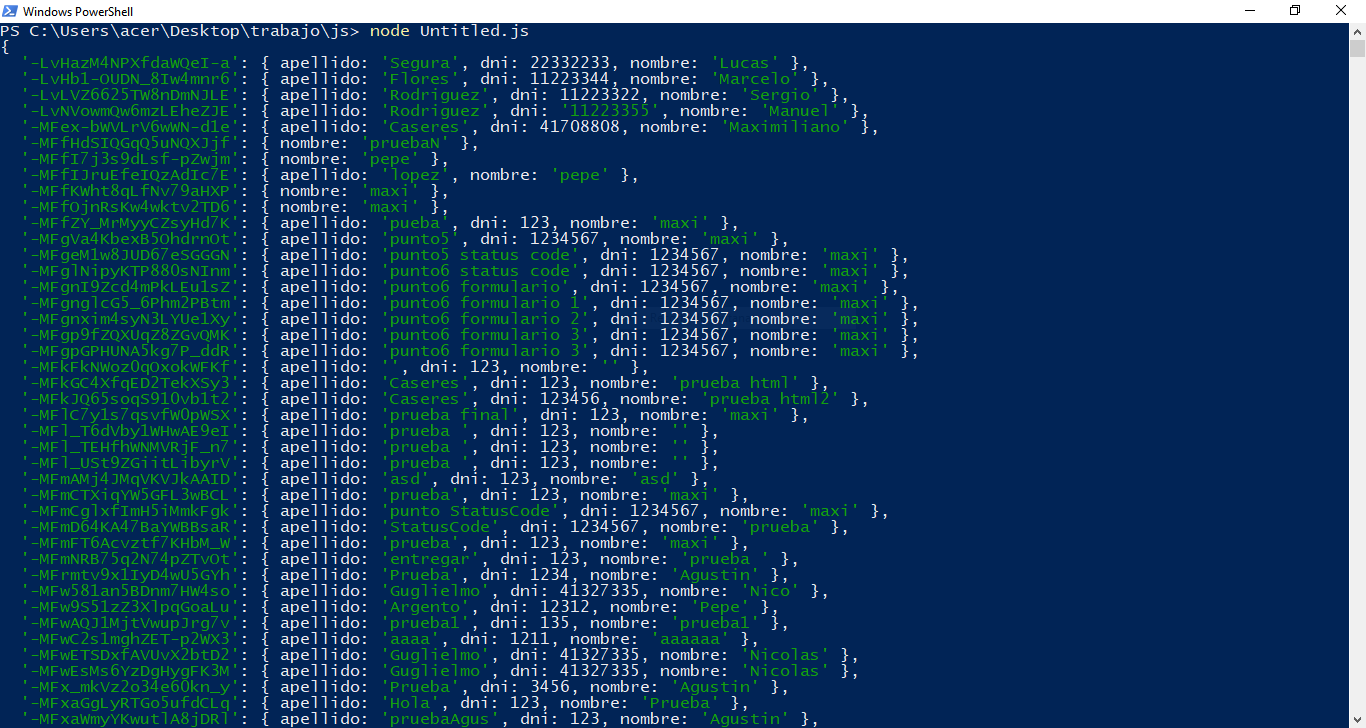 Windows PowerShell
PS C:\Users\acer\Desktop\trabajo\js> node Untitled.js
{
'-LvHazM4NPXfdaWQeI-a': { apellido: 'Segura', dni: 22332233, nombre: 'Lucas' },
'-LvHb1-OUDN_8Iw4mnr6': { apellido: 'Flores', dni: 11223344, nombre: 'Marcelo' },
'-LvLVZ6625TW8nDmNJLE': { apellido: 'Rodriguez', dni: 11223322, nombre: 'Sergio' },
'-LvNVowmQw6mzLEheZJE': { apellido: 'Rodriguez', dni: '11223355', nombre: 'Manuel' },
'-MFex-bWVLrV6wWN-d1e': { apellido: 'Caseres', dni: 41708808, nombre: 'Maximiliano' },
'-MFfHdSIQGqQ5uNQXJjf': { nombre: 'pruebaN' },
'-MFfI7j3s9dLsf-pZwjm': { nombre: 'pepe' },
'-MFfIJruEfeIQzAdIc7E': { apellido: 'lopez', nombre: 'pepe' },
'-MFfKWht8qLfNv79aHXP': { nombre: 'maxi' },
'-MFfOjnRsKw4wktv2TD6': { nombre: 'maxi' },
'-MFfZY_MrMyyCZsyHd7K': { apellido: 'pueba', dni: 123, nombre: 'maxi' },
'-MFgVa4KbexB5OhdrnOt': { apellido: 'punto5', dni: 1234567, nombre: 'maxi' },
'-MFgeM1w8JUD67eSGGGN': { apellido: 'punto5 status code', dni: 1234567, nombre: 'maxi' },
'-MFglNipyKTP880sNInm': { apellido: 'punto6 status code', dni: 1234567, nombre: 'maxi' },
'-MFgnI9Zcd4mPkLEu1sZ': { apellido: 'punto6 formulario', dni: 1234567, nombre: 'maxi' },
'-MFgnglcG5_6Phm2PBtm': { apellido: 'punto6 formulario 1', dni: 1234567, nombre: 'maxi' },
'-MFgnxim4syN3LYUe1Xy': { apellido: 'punto6 formulario 2', dni: 1234567, nombre: 'maxi' },
'-MFgp9fZQXUqZ8ZGvQMK': { apellido: 'punto6 formulario 3', dni: 1234567, nombre: 'maxi' },
'-MFgpGPHUNA5kg7P_ddR': { apellido: 'punto6 formulario 3', dni: 1234567, nombre: 'maxi' },
'-MFkFkNWoz0qOxokWFKf': { apellido: '', dni: 123, nombre: '' },
'-MFkGC4XfqED2TekXSy3': { apellido: 'Caseres', dni: 123, nombre: 'prueba html' },
'-MFkJQ65soqS910vb1t2': { apellido: 'Caseres', dni: 123456, nombre: 'prueba html2' },
'-MFlC7y1s7qsvfW0pWSX': { apellido: 'prueba final', dni: 123, nombre: 'maxi' },
'-MFl_T6dVby1WHwAE9eI': { apellido: 'prueba ', dni: 123, nombre: '' },
'-MFl_TEHfhWNMVRjF_n7': { apellido: 'prueba ', dni: 123, nombre: '' },
'-MFl_USt9ZGiitLibyrV': { apellido: 'prueba ', dni: 123, nombre: '' },
'-MFmAMj4JMqVKVJkAAID': { apellido: 'asd', dni: 123, nombre: 'asd' },
'-MFmCTXiqYW5GFL3wBCL': { apellido: 'prueba', dni: 123, nombre: 'maxi' },
'-MFmCglxfImH5iMmkFgk': { apellido: 'punto StatusCode', dni: 1234567, nombre: 'maxi' },
'-MFmD64KA47BaYWBBsaR': { apellido: 'StatusCode', dni: 1234567, nombre: 'prueba' },
'-MFmFT6Acvztf7KHbM_W': { apellido: 'prueba', dni: 123, nombre: 'maxi' },
'-MFmNRB75q2N74pZTvOt': { apellido: 'entregar', dni: 123, nombre: 'prueba ' },
'-MFrmtv9x1IyD4wU5GYh': { apellido: 'Prueba', dni: 1234, nombre: 'Agustin' },
'-MFw581an5BDnm7HW4so': { apellido: 'Guglielmo', dni: 41327335, nombre: 'Nico' },
'-MFw9S51zZ3XlpqGoaLu': { apellido: 'Argento', dni: 12312, nombre: 'Pepe' },
'-MFwAQJ1MjtVwupJrg7v': { apellido: 'prueba1', dni: 135, nombre: 'prueba1' },
'-MFwC2s1mghZET-p2WX3': { apellido: 'aaaa', dni: 1211, nombre: 'aaaaaa' },
'-MFwETSDxfAVUvX2btD2': { apellido: 'Guglielmo', dni: 41327335, nombre: 'Nicolas' },
'-MFwEsMs6YzDgHygFK3M': { apellido: 'Guglielmo', dni: 41327335, nombre: 'Nicolas' },
'-MFx_mkVz2o34e6Okn_y': { apellido: 'Prueba', dni: 3456, nombre: 'Agustin' },
'-MFxaGgLyRTGo5ufdCLq': { apellido: 'Hola', dni: 123, nombre: 'Prueba' },
'-MFxaWmyYKwutlA8jDRl': { apellido: 'pruebaAgus', dni: 123, nombre: 'Agustin' },